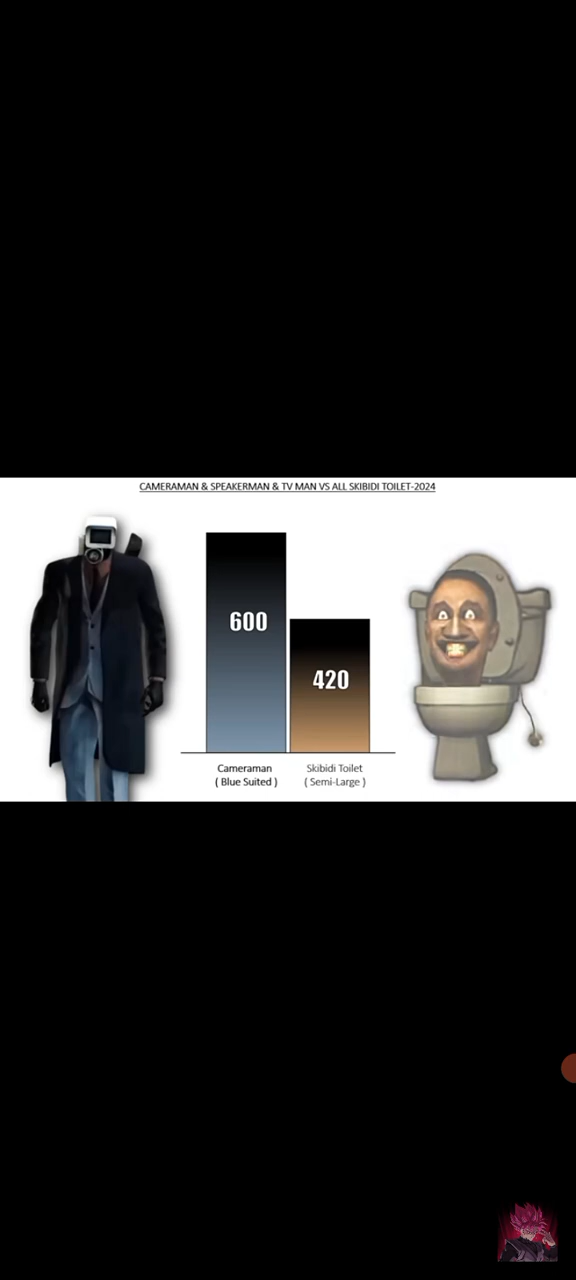 CAMERAMAN & SPEAKERMAN & TV MAN VS ALL SKIBIDI TOILET-2024
600
420
Cameraman
( Blue Suited )
Skibidi Toilet
( Semi-Large )